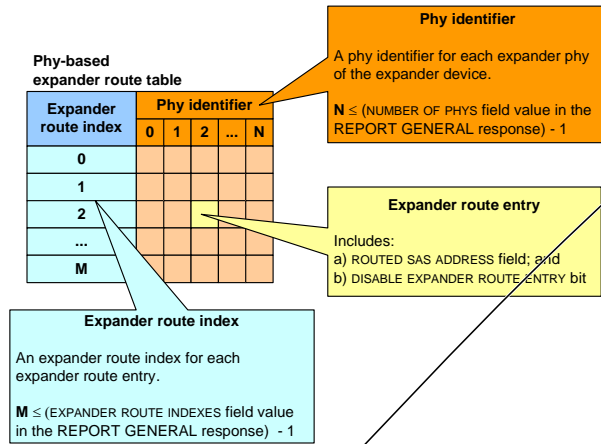 Phy identifier
A phy identifier for each expander phy
of the expander device.
N ≤ (NUMBER OF PHYS field value in the
REPORT GENERAL response) - 1
Phy-based
expander route table
Expander
route index
Phy identifier
0 1 2 ... N
0
1
2
...
M
Expander route entry
Includes:
a) ROUTED SAS ADDRESS field; and
b) DISABLE EXPANDER ROUTE ENTRY bit
Expander route index
An expander route index for each
expander route entry.
M ≤ (EXPANDER ROUTE INDEXES field value
in the REPORT GENERAL response) - 1